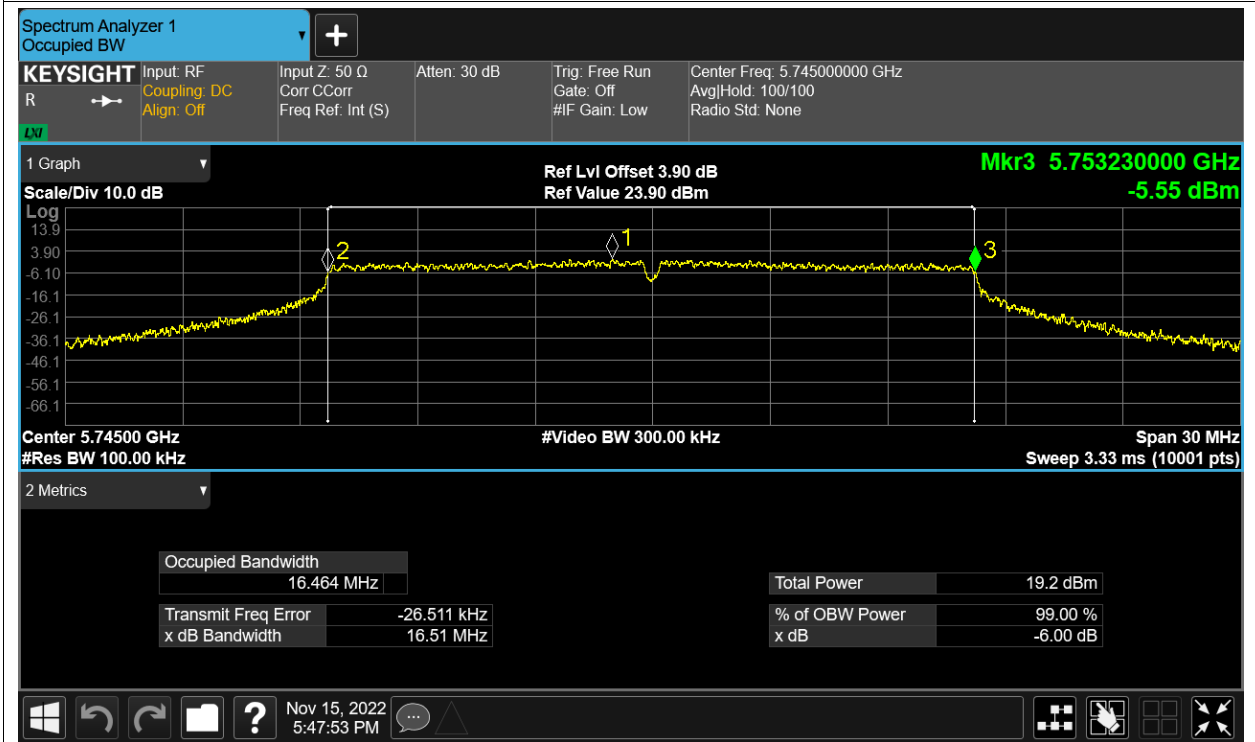 Spectrum Analyzer 1
Occupied BW
KEYSIGHT
R
LXI
Input: RF
Coupling: DC
Align: Off
Input Z: 50 Ω
Corr CCorr
Freq Ref: Int (S)
Atten: 30 dB
Trig: Free Run
Gate: Off
#IF Gain: Low
Center Freq: 5.745000000 GHz
Avg|Hold: 100/100
Radio Std: None
1 Graph
Scale/Div 10.0 dB
Ref Lvl Offset 3.90 dB
Ref Value 23.90 dBm
Mkr3 5.753230000 GHz
-5.55 dBm
Log
13.9
3.90
-6.10
-16.1
-26.1
-36.1
-46.1
-56.1
-66.1
2
1
3
Center 5.74500 GHz
#Res BW 100.00 kHz
#Video BW 300.00 kHz
Span 30 MHz
Sweep 3.33 ms (10001 pts)
2 Metrics
Occupied Bandwidth
16.464 MHz
Transmit Freq Error -26.511 kHz
x dB Bandwidth 16.51 MHz
Total Power 19.2 dBm
% of OBW Power 99.00 %
x dB -6.00 dB
?
Nov 15, 2022
5:47:53 PM